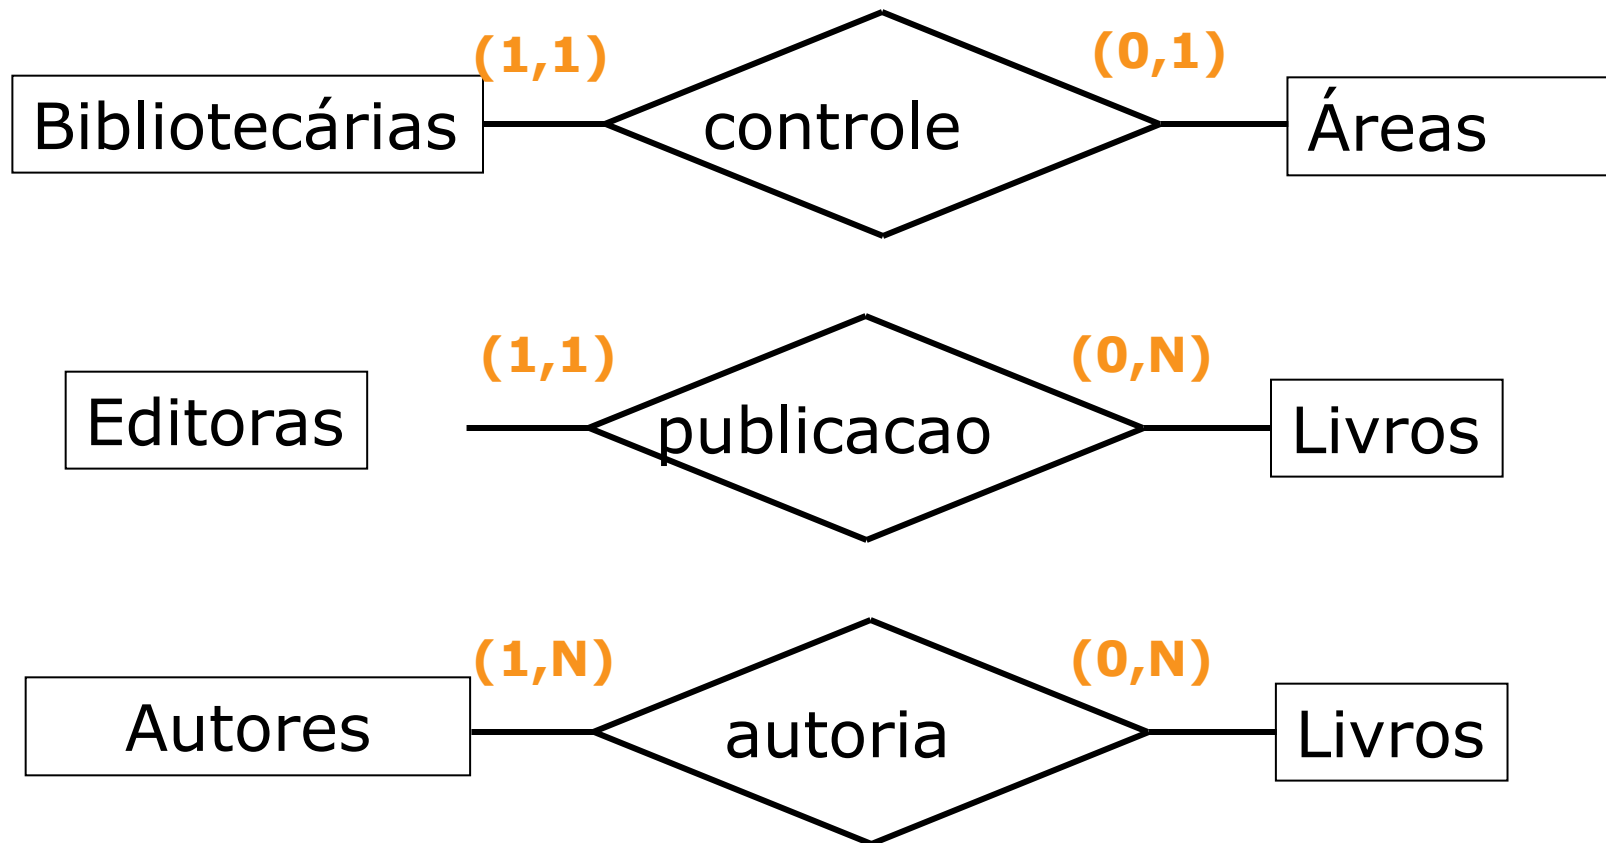 (1,1) (0,1)
Bibliotecárias controle Áreas
(1,1) (0,N)
Editoras publicacao Livros
(1,N) (0,N)
Autores autoria Livros